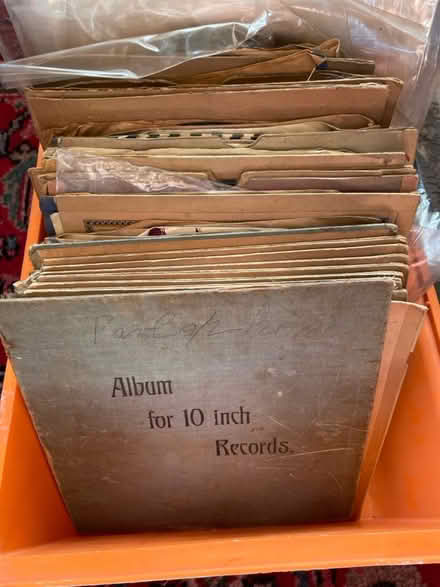 Album
for 10 inch
Records.